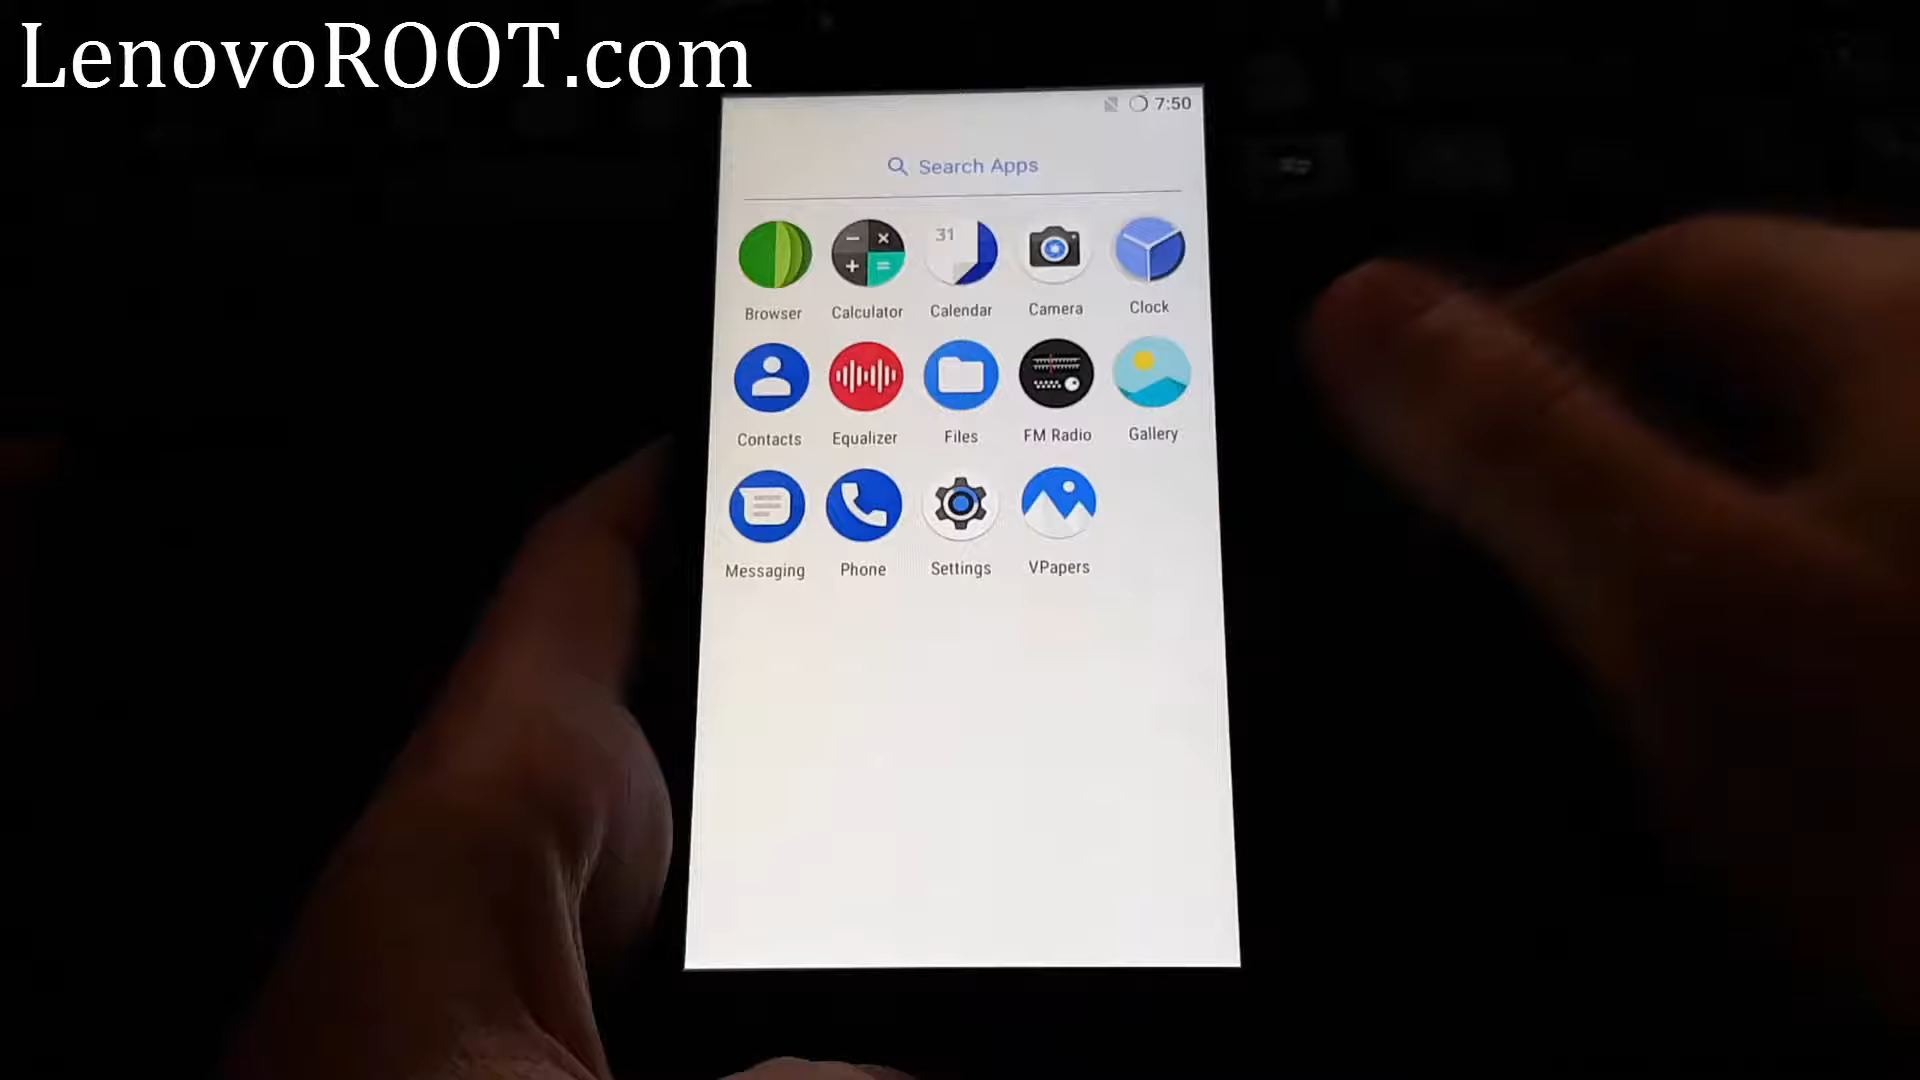 LenovoROOT.com
7:50
Search Apps
31
Browser Calculator Calendar Camera Clock
Contacts Equalizer Files FM Radio Gallery
Messaging Phone Settings VPapers